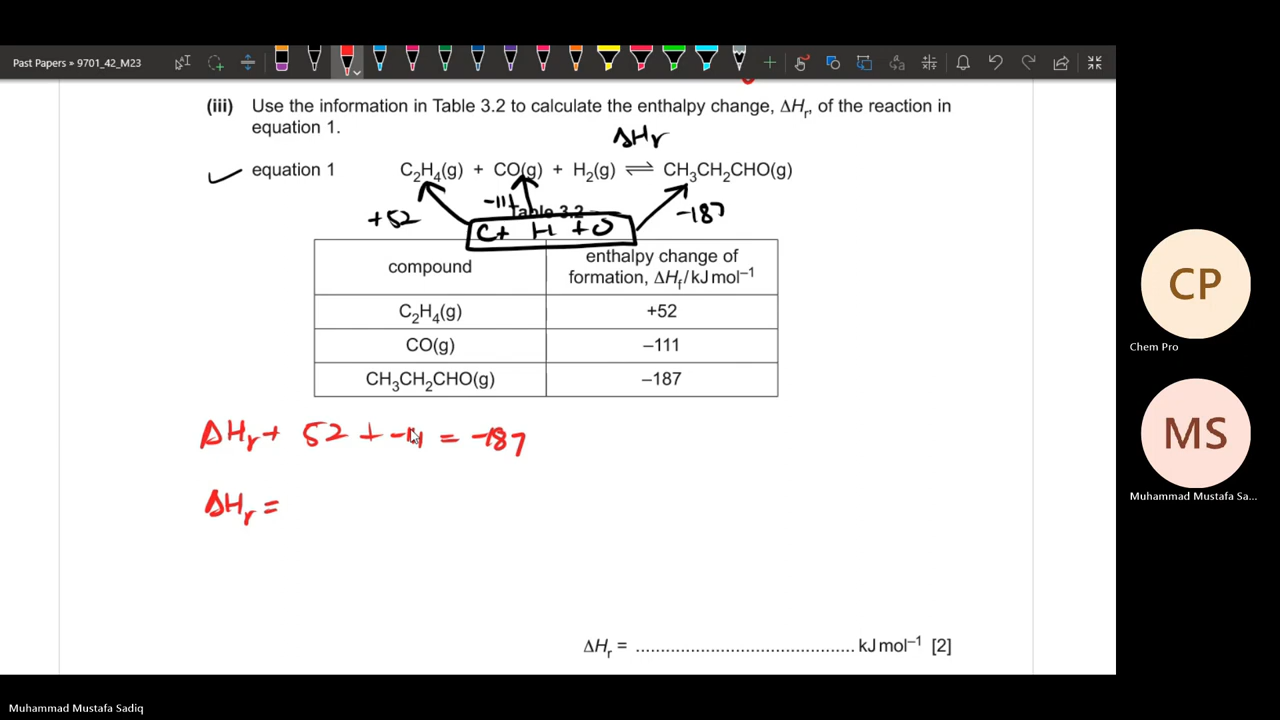 Past Papers » 9701_42_M23
(iii) Use the information in Table 3.2 to calculate the enthalpy change, ΔHr, of the reaction in
equation 1.
ΔHr
equation 1 C₂H₄(g) + CO(g) + H₂(g) ⇌ CH₃CH₂CHO(g)
+52 -111 Table 3.2 -187
C+ H +O
compound enthalpy change of
formation, ΔHf/kJ mol⁻¹
C₂H₄(g) +52
CO(g) –111
CH₃CH₂CHO(g) –187
ΔHr + 52 + -111 = -187
ΔHr =
ΔHr = ........................................... kJ mol⁻¹ [2]
CP
Chem Pro
MS
Muhammad Mustafa Sa...
Muhammad Mustafa Sadiq